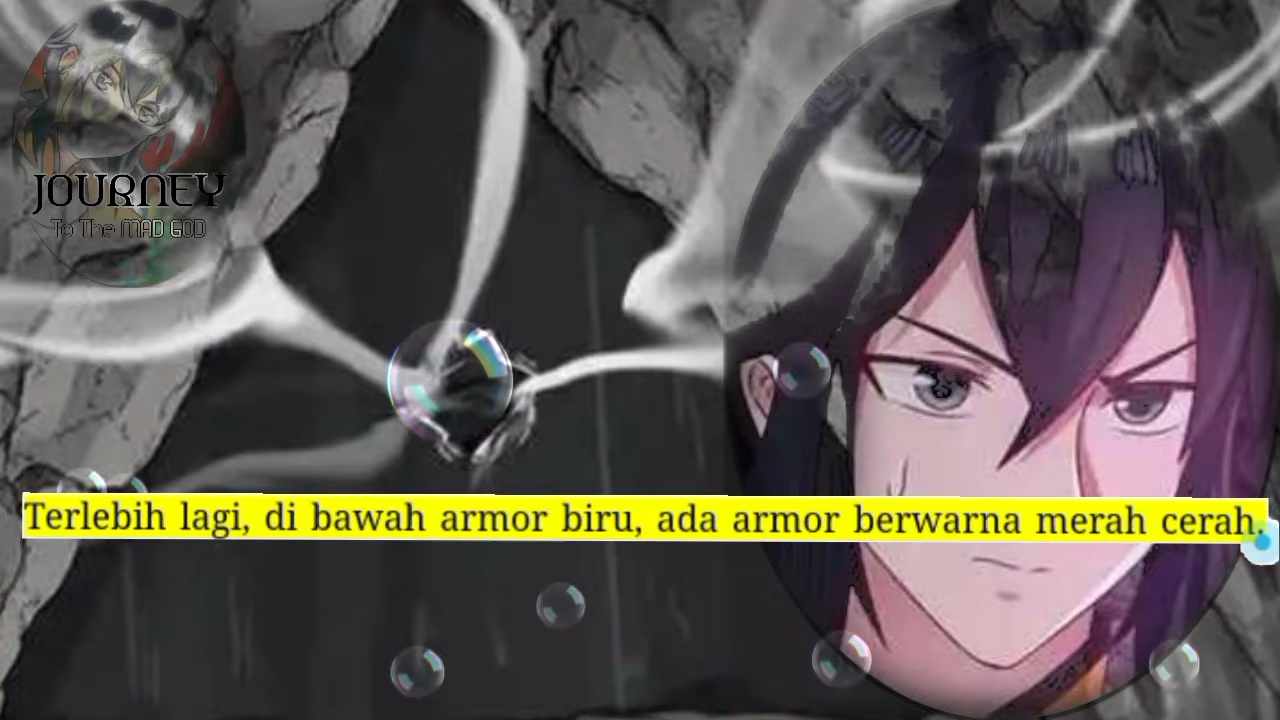 JOURNEY
To The MAD GOD
Terlebih lagi, di bawah armor biru, ada armor berwarna merah cerah.